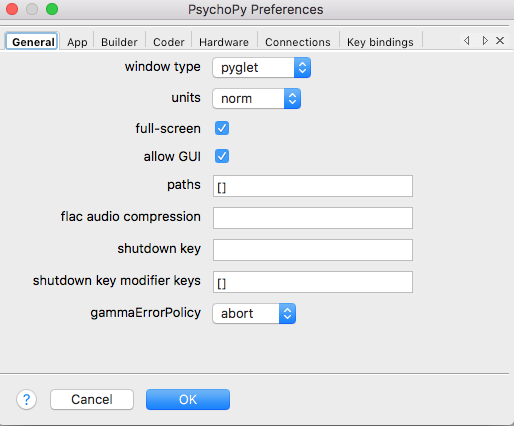 PsychoPy Preferences
General App Builder Coder Hardware Connections Key bindings
window type pyglet
units norm
full-screen
allow GUI
paths []
flac audio compression
shutdown key
shutdown key modifier keys []
gammaErrorPolicy abort
? Cancel OK